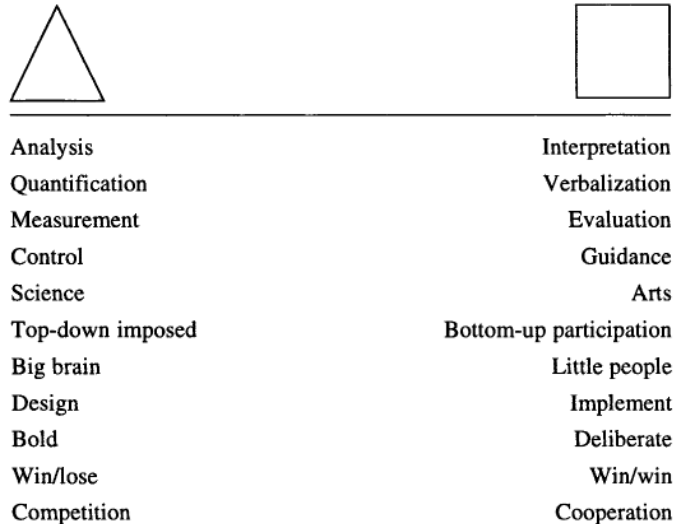 Analysis Interpretation
Quantification Verbalization
Measurement Evaluation
Control Guidance
Science Arts
Top-down imposed Bottom-up participation
Big brain Little people
Design Implement
Bold Deliberate
Win/lose Win/win
Competition Cooperation